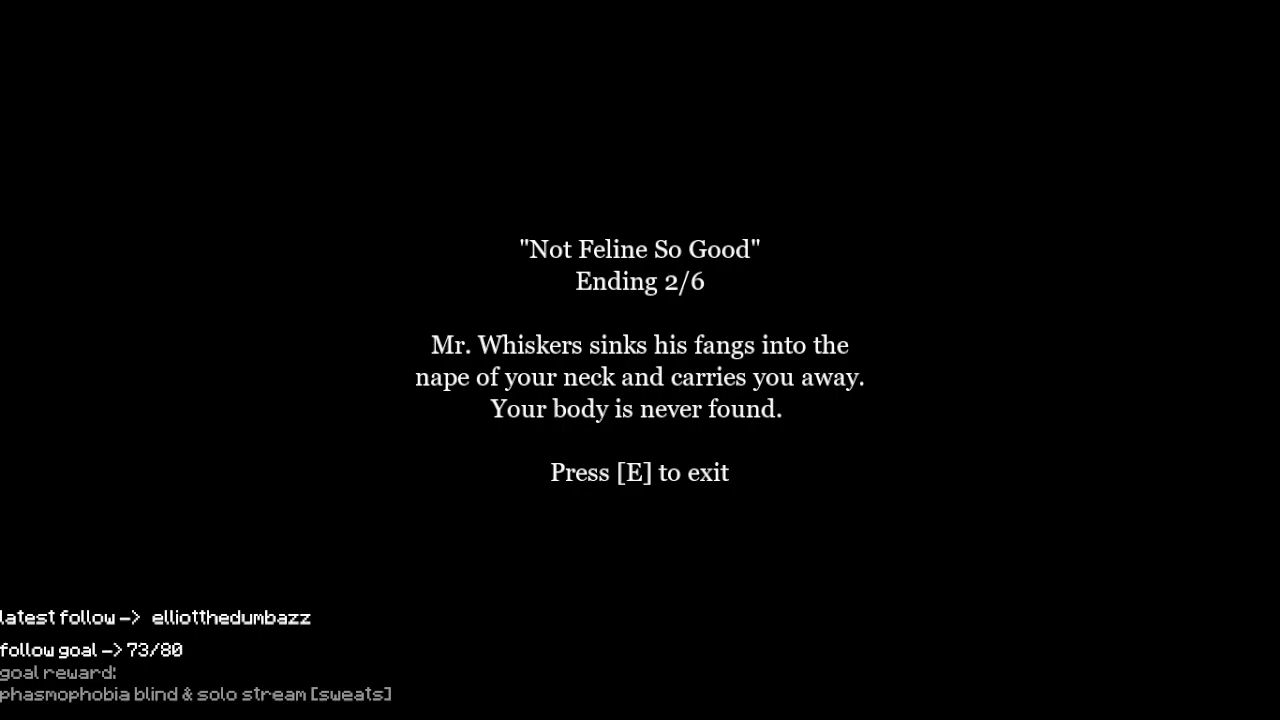 "Not Feline So Good"
Ending 2/6
Mr. Whiskers sinks his fangs into the
nape of your neck and carries you away.
Your body is never found.
Press [E] to exit
latest follow -> elliotthedumbazz
follow goal -> 73/80
goal reward:
phasmophobia blind & solo stream [sweats]